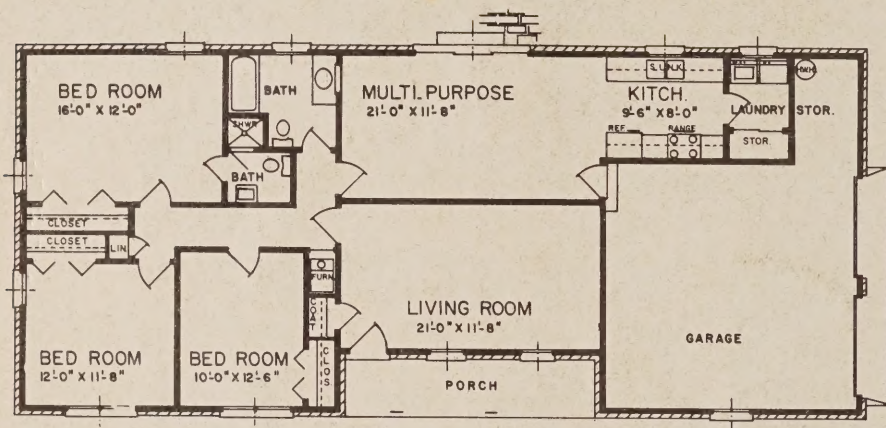 BED ROOM
16'-0" X 12'-0"
BATH
SHWR
BATH
MULTI. PURPOSE
21'-0" X 11'-8"
S. UNK.
KITCH.
9'-6" X 8'-0"
REF.
RANGE
LAUNDRY
STOR.
STOR.
CLOSET
CLOSET
LIN.
FURN.
COAT
CLOS.
LIVING ROOM
21'-0" X 11'-8"
BED ROOM
12'-0" X 11'-8"
BED ROOM
10'-0" X 12'-6"
PORCH
GARAGE